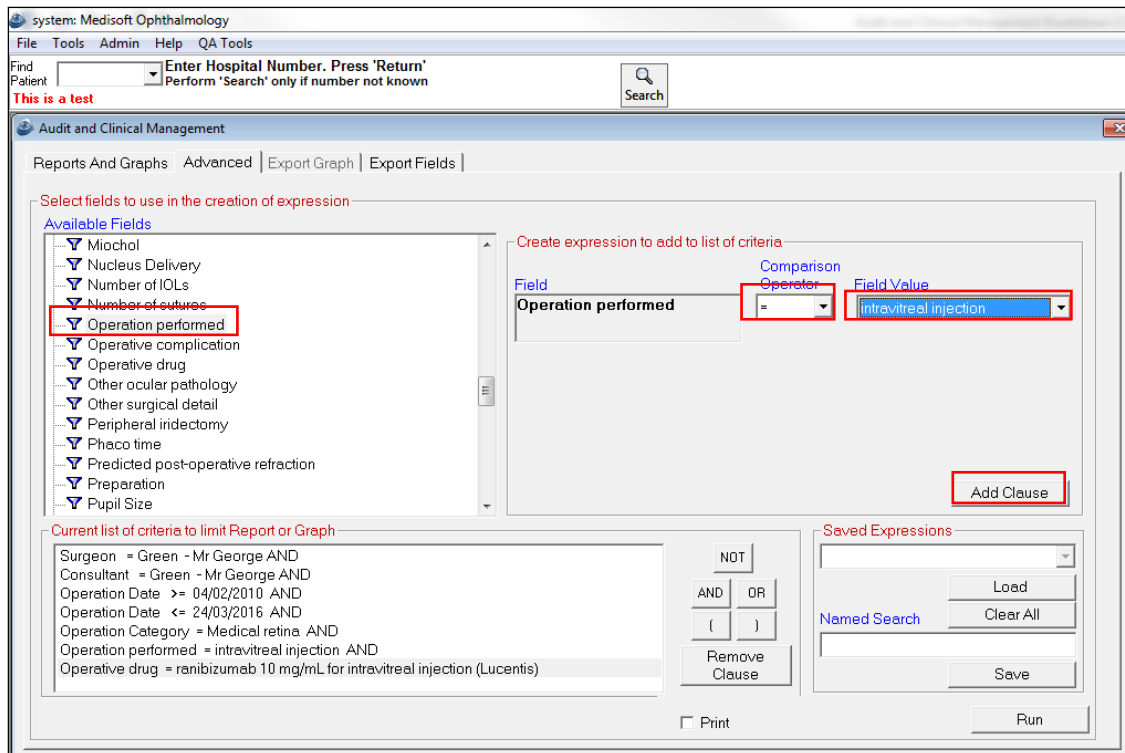 system: Medisoft Ophthalmology
File Tools Admin Help QA Tools
Find Patient
Enter Hospital Number. Press 'Return'
Perform 'Search' only if number not known
This is a test
Search
Audit and Clinical Management
Reports And Graphs Advanced Export Graph Export Fields
Select fields to use in the creation of expression
Available Fields
Miochol
Nucleus Delivery
Number of IOLs
Number of sutures
Operation performed
Operative complication
Operative drug
Other ocular pathology
Other surgical detail
Peripheral iridectomy
Phaco time
Predicted post-operative refraction
Preparation
Pupil Size
Create expression to add to list of criteria
Field
Operation performed
Comparison
Operator
=
Field Value
intravitreal injection
Add Clause
Current list of criteria to limit Report or Graph
Surgeon = Green - Mr George AND
Consultant = Green - Mr George AND
Operation Date >= 04/02/2010 AND
Operation Date <= 24/03/2016 AND
Operation Category = Medical retina AND
Operation performed = intravitreal injection AND
Operative drug = ranibizumab 10 mg/mL for intravitreal injection (Lucentis)
NOT
AND OR
( )
Remove
Clause
Saved Expressions
Load
Clear All
Named Search
Save
Print
Run